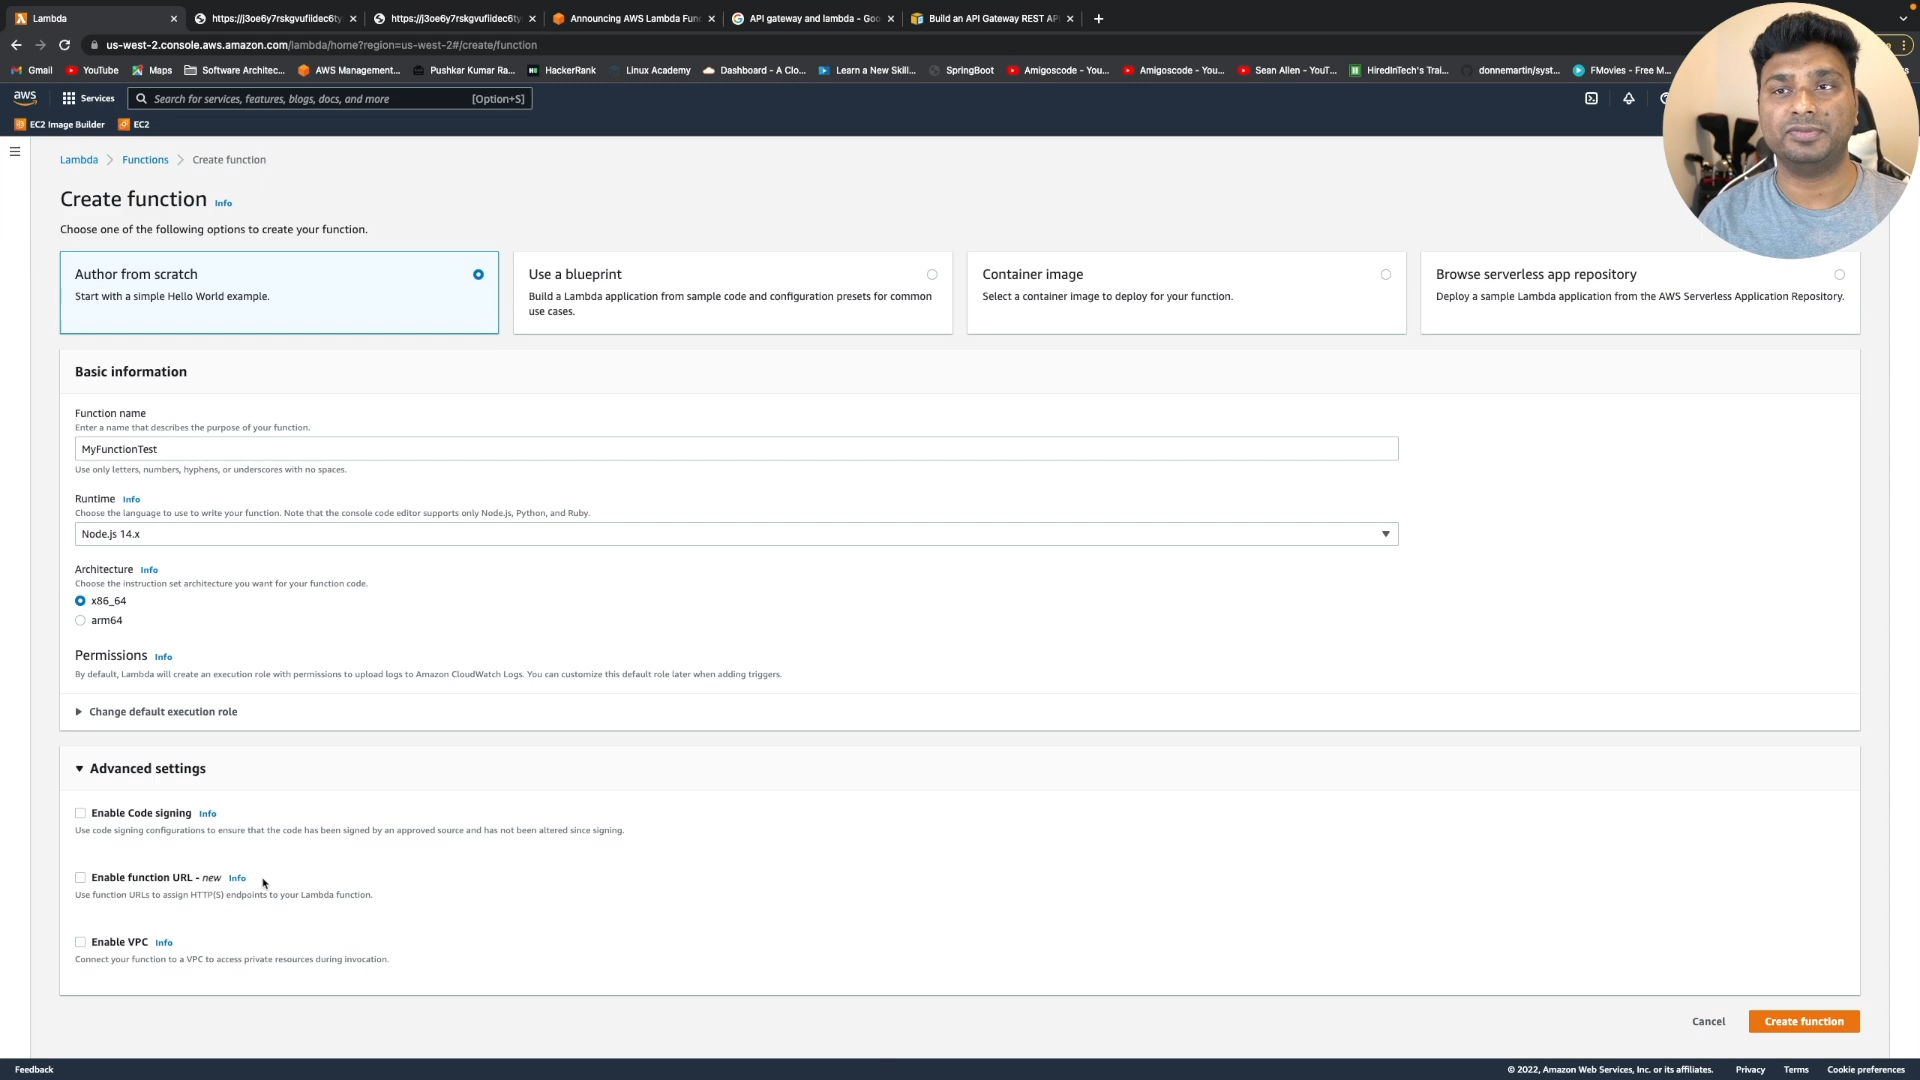 Lambda
https://j3oe6y7rskgvufiidec6ty
https://j3oe6y7rskgvufiidec6ty
Announcing AWS Lambda Fun
API gateway and lambda - Goo
Build an API Gateway REST AP
us-west-2.console.aws.amazon.com/lambda/home?region=us-west-2#/create/function
Gmail
YouTube
Maps
Software Architec...
AWS Management...
Pushkar Kumar Ra...
HackerRank
Linux Academy
Dashboard - A Clo...
Learn a New Skill...
SpringBoot
Amigoscode - You...
Amigoscode - You...
Sean Allen - YouT...
HiredInTech's Trai...
donnemartin/syst...
FMovies - Free M...
aws
Services
Search for services, features, blogs, docs, and more
[Option+S]
EC2 Image Builder
EC2
Lambda
Functions
Create function
Create function Info
Choose one of the following options to create your function.
Author from scratch
Start with a simple Hello World example.
Use a blueprint
Build a Lambda application from sample code and configuration presets for common
use cases.
Container image
Select a container image to deploy for your function.
Browse serverless app repository
Deploy a sample Lambda application from the AWS Serverless Application Repository.
Basic information
Function name
Enter a name that describes the purpose of your function.
MyFunctionTest
Use only letters, numbers, hyphens, or underscores with no spaces.
Runtime Info
Choose the language to use to write your function. Note that the console code editor supports only Node.js, Python, and Ruby.
Node.js 14.x
Architecture Info
Choose the instruction set architecture you want for your function code.
x86_64
arm64
Permissions Info
By default, Lambda will create an execution role with permissions to upload logs to Amazon CloudWatch Logs. You can customize this default role later when adding triggers.
Change default execution role
Advanced settings
Enable Code signing Info
Use code signing configurations to ensure that the code has been signed by an approved source and has not been altered since signing.
Enable function URL - new Info
Use function URLs to assign HTTP(S) endpoints to your Lambda function.
Enable VPC Info
Connect your function to a VPC to access private resources during invocation.
Cancel
Create function
Feedback
© 2022, Amazon Web Services, Inc. or its affiliates.
Privacy
Terms
Cookie preferences